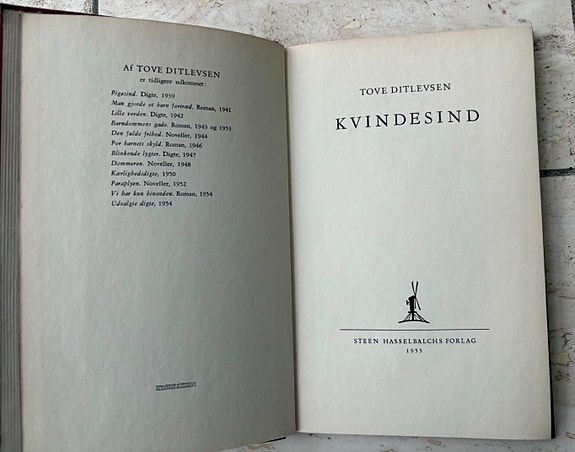 Af TOVE DITLEVSEN
er tidligere udkommet:
Pigesind. Digte, 1939
Man gjorde et barn fortræd. Roman, 1941
Lille verden. Digte, 1942
Barndommens gade. Roman, 1943 og 1953
Den fulde frihed. Noveller, 1944
For barnets skyld. Roman, 1946
Blinkende lygter. Digte, 1947
Dommeren. Noveller, 1948
Kærlighedsdigte, 1950
Paraplyen. Noveller, 1952
Vi har kun hinanden. Roman, 1954
Udvalgte digte, 1954
TOVE DITLEVSEN
KVINDESIND
STEEN HASSELBALCHS FORLAG
1955